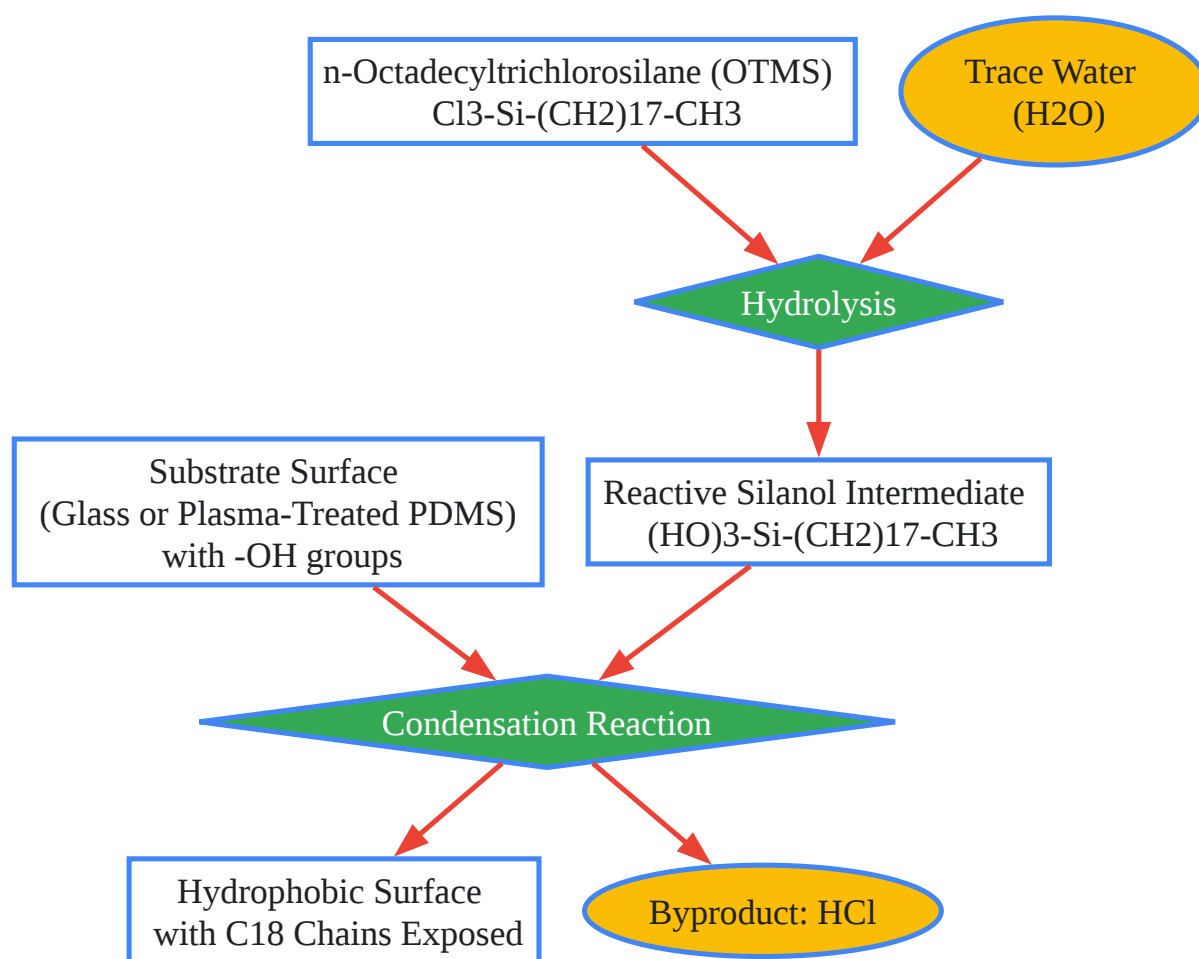 n-Octadecyltrichlorosilane (OTMS)
Cl3-Si-(CH2)17-CH3
Trace Water
(H2O)
Hydrolysis
Substrate Surface
(Glass or Plasma-Treated PDMS)
with -OH groups
Reactive Silanol Intermediate
(HO)3-Si-(CH2)17-CH3
Condensation Reaction
Hydrophobic Surface
with C18 Chains Exposed
Byproduct: HCl